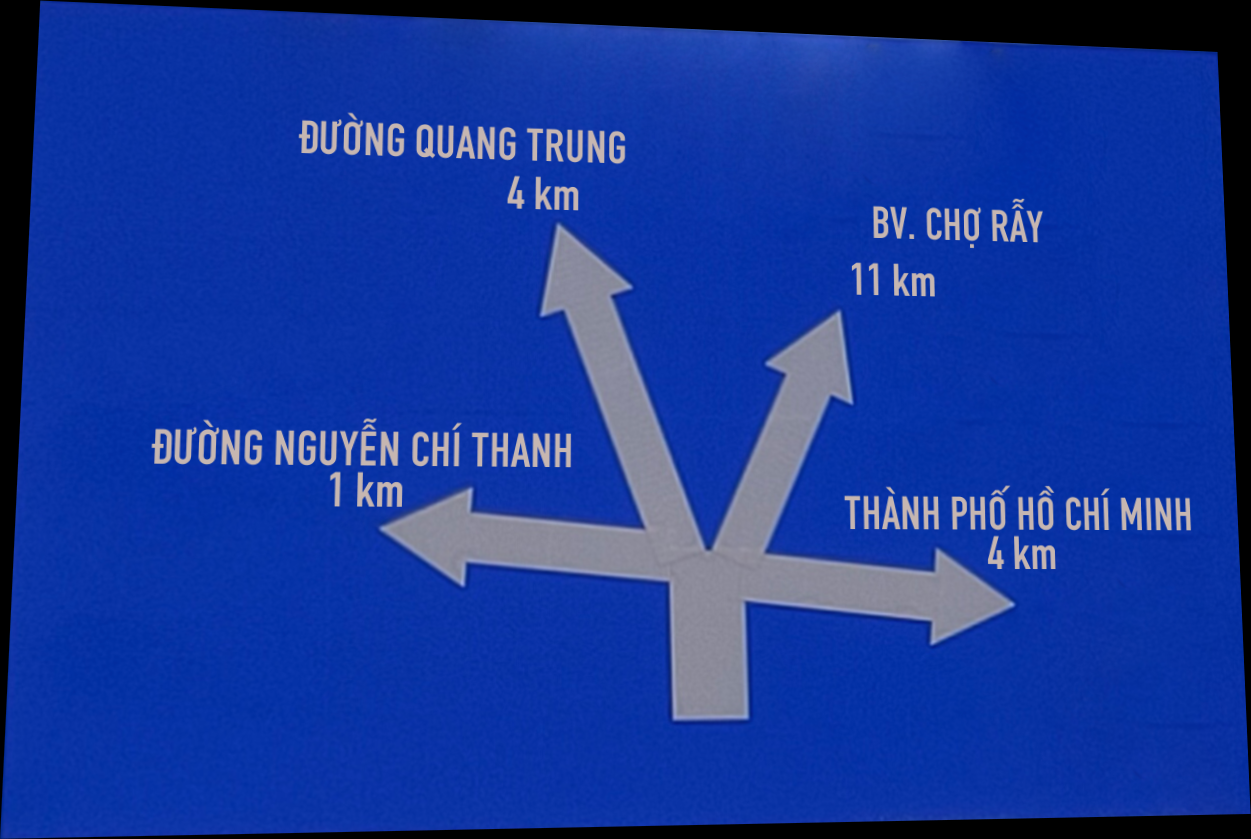 ĐƯỜNG QUANG TRUNG
4 km
BV. CHỢ RẪY
11 km
ĐƯỜNG NGUYỄN CHÍ THANH
1 km
THÀNH PHỐ HỒ CHÍ MINH
4 km